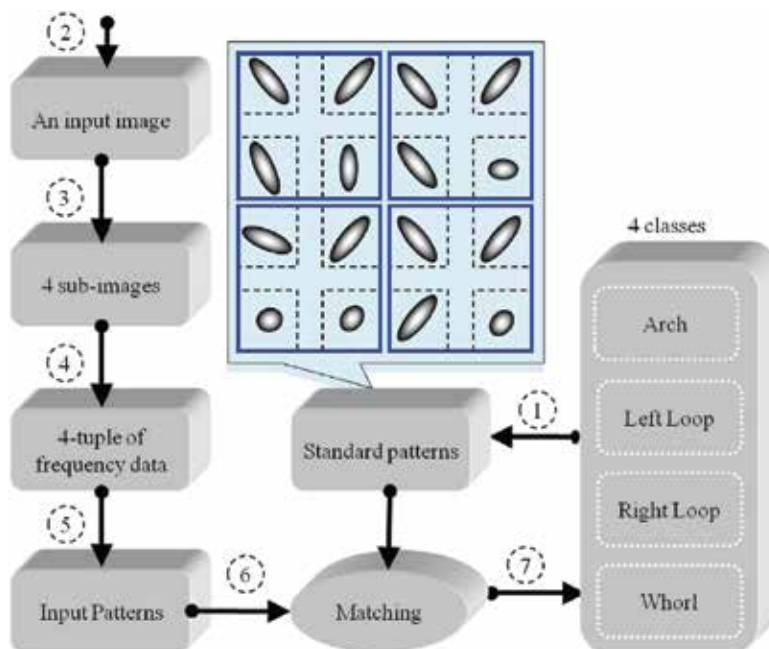 2
An input image
3
4 sub-images
4
4-tuple of
frequency data
5
Input Patterns
6
Standard patterns
Matching
1
7
4 classes
Arch
Left Loop
Right Loop
Whorl